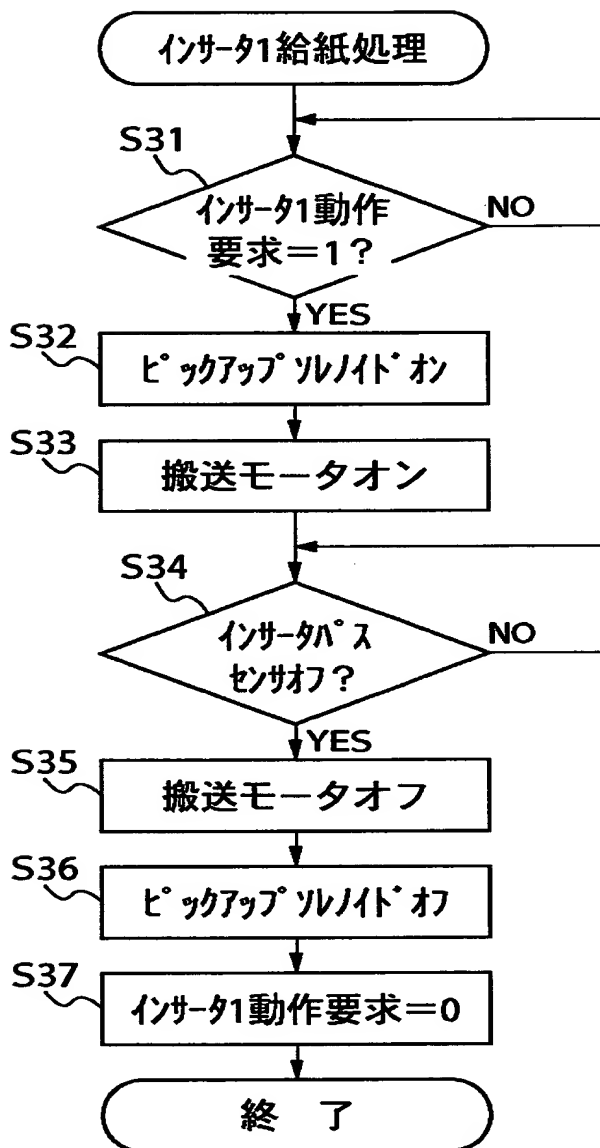 インサータ1給紙処理
S31
インサータ1動作
要求＝1？
NO
YES
S32
ピックアップソレノイドオン
S33
搬送モータオン
S34
インサータパス
センサオフ？
NO
YES
S35
搬送モータオフ
S36
ピックアップソレノイドオフ
S37
インサータ1動作要求＝0
終　了